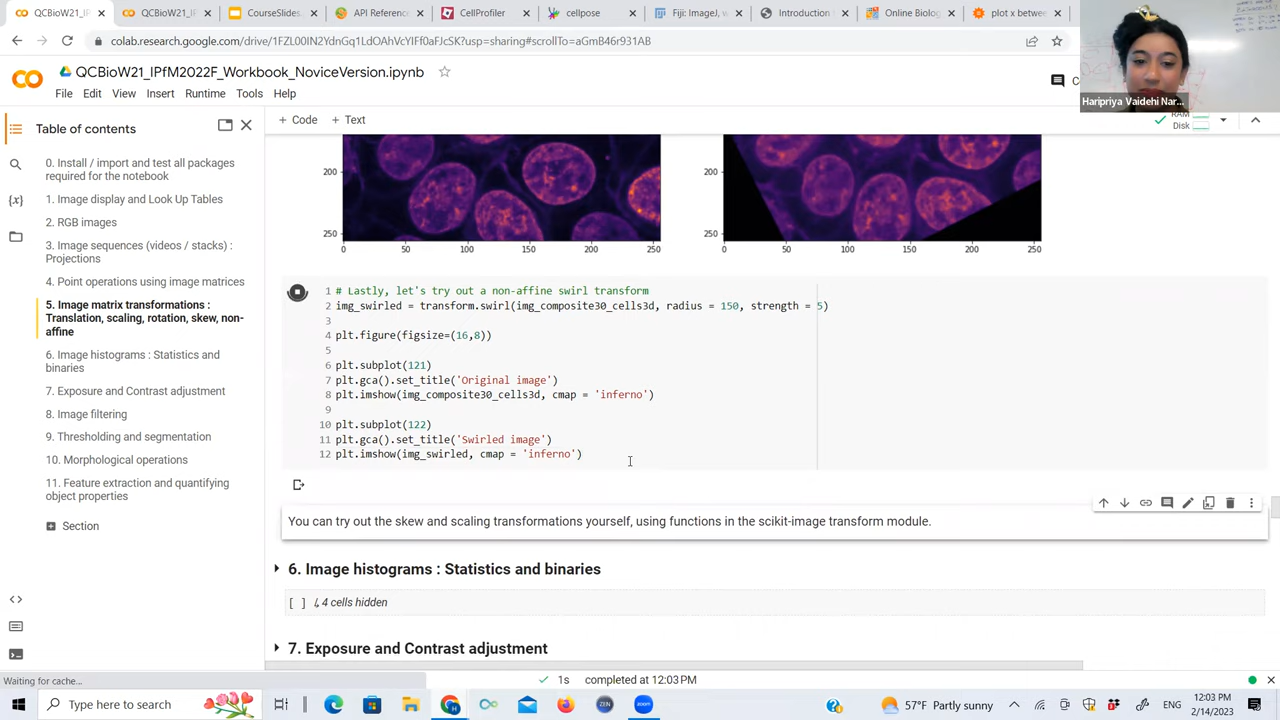 QCBioW21_IP
QCBioW21_IP
CourseSlides.
API Reference
CellProfiler
cellpose
Fiji: ImageJ, w
Introduction
Online Biolog
plot x betwee
colab.research.google.com/drive/1FZL00IN2YdnGq1LdOAhVcYIFf0aFJcSK?usp=sharing#scrollTo=aGmB46r931AB
QCBioW21_IPfM2022F_Workbook_NoviceVersion.ipynb
File Edit View Insert Runtime Tools Help
Haripriya Vaidehi Nar...
Table of contents
+ Code + Text
RAM
Disk
0. Install / import and test all packages
required for the notebook
1. Image display and Look Up Tables
2. RGB images
3. Image sequences (videos / stacks) :
Projections
4. Point operations using image matrices
5. Image matrix transformations :
Translation, scaling, rotation, skew, non-
affine
6. Image histograms : Statistics and
binaries
7. Exposure and Contrast adjustment
8. Image filtering
9. Thresholding and segmentation
10. Morphological operations
11. Feature extraction and quantifying
object properties
Section
200
250
0 50 100 150 200 250
200
250
0 50 100 150 200 250
1 # Lastly, let's try out a non-affine swirl transform
2 img_swirled = transform.swirl(img_composite30_cells3d, radius = 150, strength = 5)
3
4 plt.figure(figsize=(16,8))
5
6 plt.subplot(121)
7 plt.gca().set_title('Original image')
8 plt.imshow(img_composite30_cells3d, cmap = 'inferno')
9
10 plt.subplot(122)
11 plt.gca().set_title('Swirled image')
12 plt.imshow(img_swirled, cmap = 'inferno')
You can try out the skew and scaling transformations yourself, using functions in the scikit-image transform module.
6. Image histograms : Statistics and binaries
[ ] ↳ 4 cells hidden
7. Exposure and Contrast adjustment
Waiting for cache...
1s completed at 12:03PM
Type here to search
ZEN
zoom
57°F Partly sunny
ENG
12:03 PM
2/14/2023